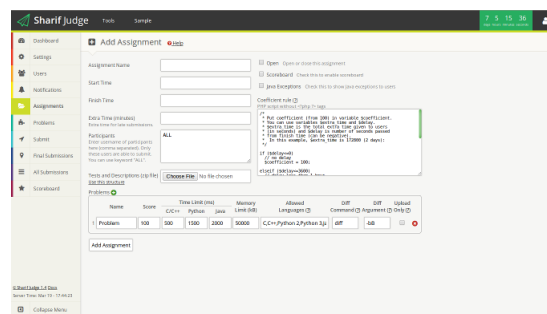 Sharif Judge
Tools
Sample
7 5 15 36
Dashboard
Settings
Users
Notifications
Assignments
Problems
Submit
Final Submissions
All Submissions
Scoreboard
Add Assignment
Help
Assignment Name
Start Time
Finish Time
Extra Time (minutes)
Extra time for late submissions.
Participants
Enter username of participants
here (comma separated). Only
these users are able to submit.
You can use keyword "ALL".
ALL
Tests and Descriptions (zip file)
Use this structure
Choose File No file chosen
Open Open or close this assignment
Scoreboard Check this to enable scoreboard
Java Exceptions Check this to show java exceptions to users
Coefficient rule (?)
PHP script without <?php ?> tags
/*
* Put coefficient (from 100) in variable $coefficient.
* You can use variables $extra_time and $delay.
* $extra_time is the total extra time given to users
* (in seconds) and $delay is number of seconds passed
* from finish time (can be negative).
* In this example, $extra_time is 172800 (2 days):
*/
if ($delay<=0)
// no delay
$coefficient = 100;
elseif ($delay<=3600)
Problems
Name
Score
Time Limit (ms)
C/C++ Python Java
Memory
Limit (kB)
Allowed
Languages (?)
Diff
Command (?)
Diff
Argument (?)
Upload
Only (?)
1 Problem 100 500 1500 2000 50000 C,C++,Python 2,Python 3,Ja diff -bB
Add Assignment
© Sharif Judge 1.4 Docs
Collapse Menu